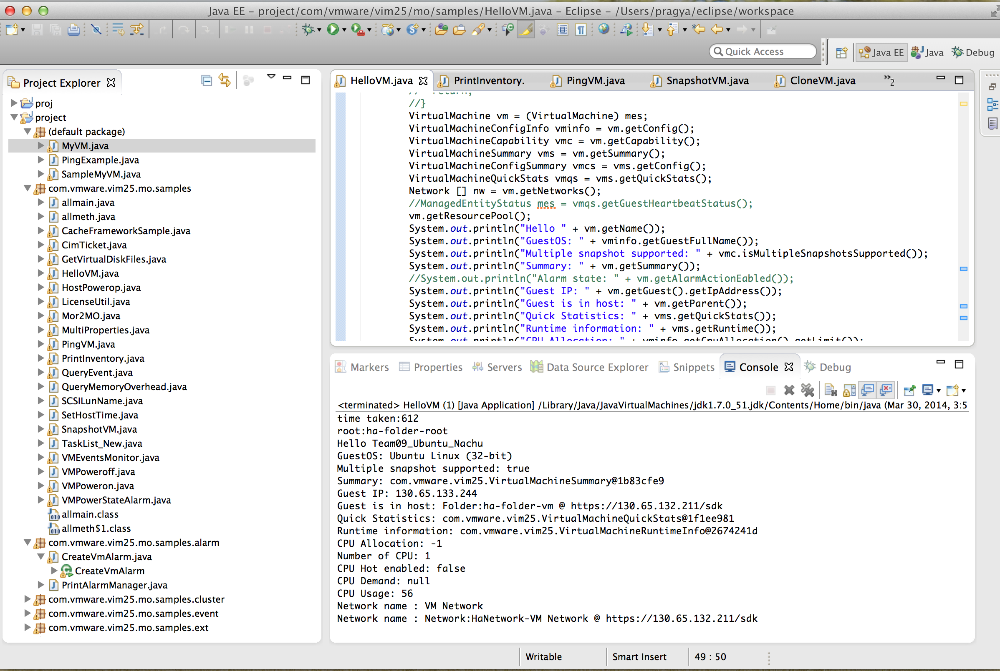 Java EE – project/com/vmware/vim25/mo/samples/HelloVM.java – Eclipse – /Users/pragya/eclipse/workspace
Quick Access
Java EE
Java
Debug
Project Explorer
proj
project
(default package)
MyVM.java
PingExample.java
SampleMyVM.java
com.vmware.vim25.mo.samples
allmain.java
allmeth.java
CacheFrameworkSample.java
CimTicket.java
GetVirtualDiskFiles.java
HelloVM.java
HostPowerop.java
LicenseUtil.java
Mor2MO.java
MultiProperties.java
PingVM.java
PrintInventory.java
QueryEvent.java
QueryMemoryOverhead.java
SCSILunName.java
SetHostTime.java
SnapshotVM.java
TaskList_New.java
VMEventsMonitor.java
VMPoweroff.java
VMPoweron.java
VMPowerStateAlarm.java
allmain.class
allmeth$1.class
com.vmware.vim25.mo.samples.alarm
CreateVmAlarm.java
CreateVmAlarm
PrintAlarmManager.java
com.vmware.vim25.mo.samples.cluster
com.vmware.vim25.mo.samples.event
com.vmware.vim25.mo.samples.ext
HelloVM.java
PrintInventory.
PingVM.java
SnapshotVM.java
CloneVM.java
»2
// return;
//}
VirtualMachine vm = (VirtualMachine) mes;
VirtualMachineConfigInfo vminfo = vm.getConfig();
VirtualMachineCapability vmc = vm.getCapability();
VirtualMachineSummary vms = vm.getSummary();
VirtualMachineConfigSummary vmcs = vms.getConfig();
VirtualMachineQuickStats vmqs = vms.getQuickStats();
Network [] nw = vm.getNetworks();
//ManagedEntityStatus mes = vmqs.getGuestHeartbeatStatus();
vm.getResourcePool();
System.out.println("Hello " + vm.getName());
System.out.println("GuestOS: " + vminfo.getGuestFullName());
System.out.println("Multiple snapshot supported: " + vmc.isMultipleSnapshotsSupported());
System.out.println("Summary: " + vm.getSummary());
//System.out.println("Alarm state: " + vm.getAlarmActionEabled());
System.out.println("Guest IP: " + vm.getGuest().getIpAddress());
System.out.println("Guest is in host: " + vm.getParent());
System.out.println("Quick Statistics: " + vms.getQuickStats());
System.out.println("Runtime information: " + vms.getRuntime());
System.out.println("CPU Allocation: " + vminfo.getCpuAllocation().getLimit());
Markers
Properties
Servers
Data Source Explorer
Snippets
Console
Debug
<terminated> HelloVM (1) [Java Application] /Library/Java/JavaVirtualMachines/jdk1.7.0_51.jdk/Contents/Home/bin/java (Mar 30, 2014, 3:5
time taken:612
root:ha-folder-root
Hello Team09_Ubuntu_Nachu
GuestOS: Ubuntu Linux (32-bit)
Multiple snapshot supported: true
Summary: com.vmware.vim25.VirtualMachineSummary@1b83cfe9
Guest IP: 130.65.133.244
Guest is in host: Folder:ha-folder-vm @ https://130.65.132.211/sdk
Quick Statistics: com.vmware.vim25.VirtualMachineQuickStats@1f1ee981
Runtime information: com.vmware.vim25.VirtualMachineRuntimeInfo@2674241d
CPU Allocation: -1
Number of CPU: 1
CPU Hot enabled: false
CPU Demand: null
CPU Usage: 56
Network name : VM Network
Network name : Network:HaNetwork-VM Network @ https://130.65.132.211/sdk
Writable
Smart Insert
49 : 50